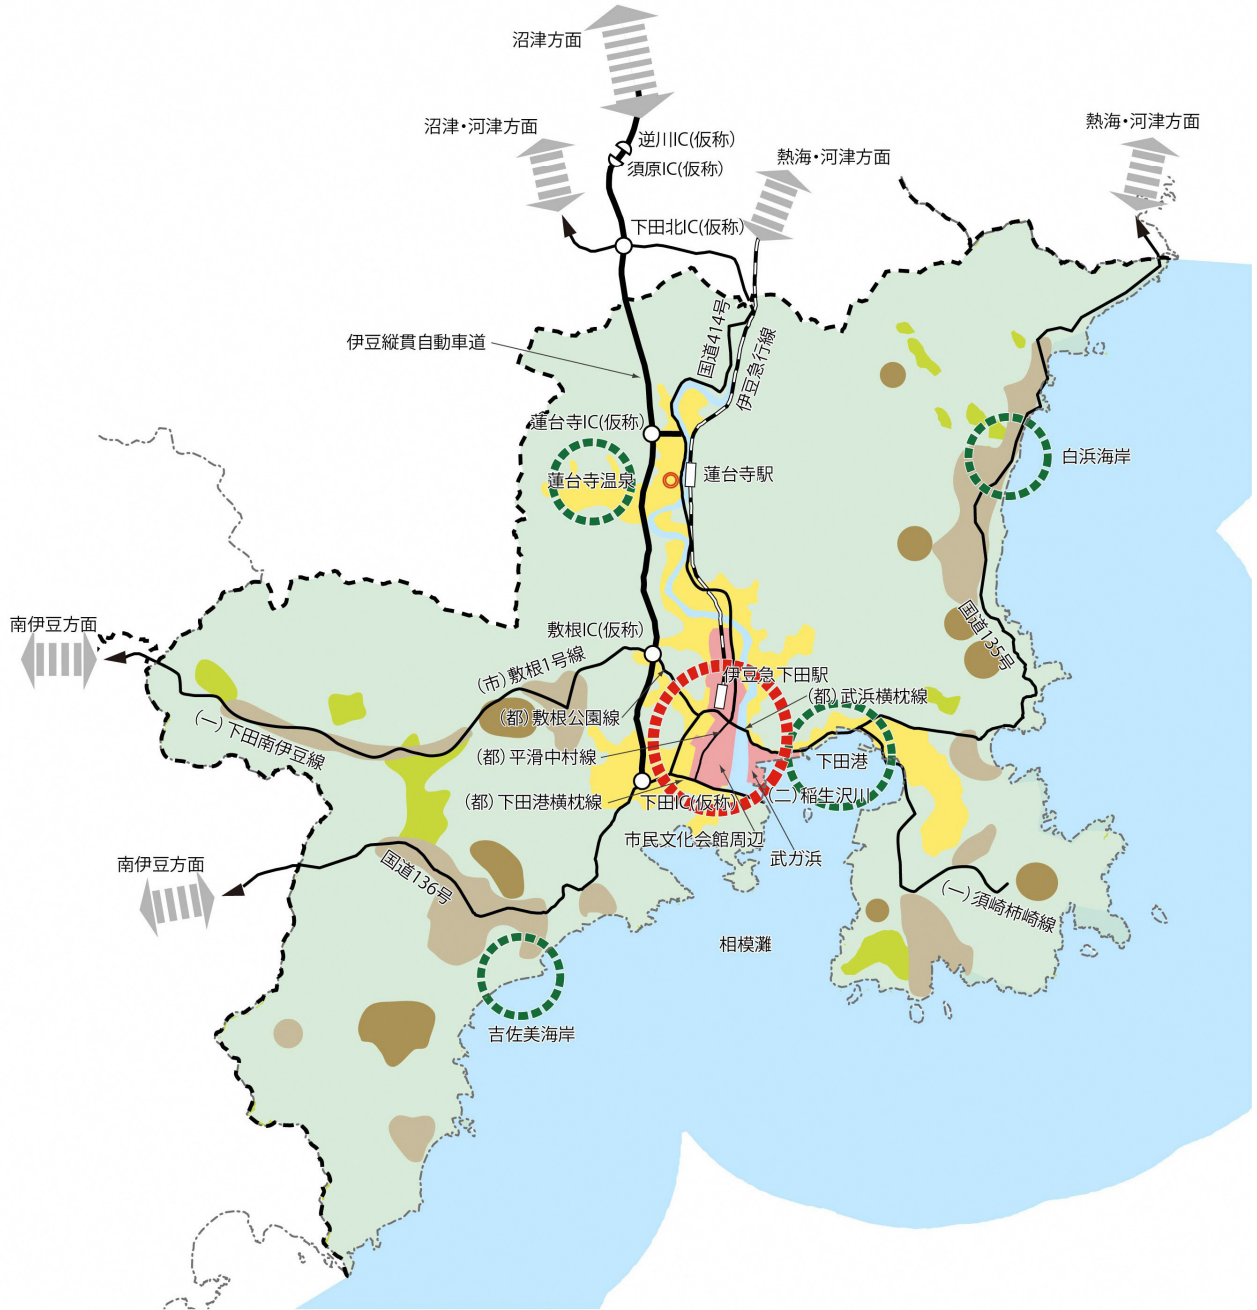 沼津方面
沼津・河津方面
逆川IC(仮称)
須原IC(仮称)
熱海・河津方面
熱海・河津方面
下田北IC(仮称)
国道414号
伊豆急行線
伊豆縦貫自動車道
蓮台寺IC(仮称)
蓮台寺温泉
蓮台寺駅
白浜海岸
国道135号
南伊豆方面
敷根IC(仮称)
(市)敷根1号線
伊豆急下田駅
(都)武浜横枕線
(都)敷根公園線
(一)下田南伊豆線
(都)平滑中村線
下田港
(都)下田港横枕線
下田IC(仮称)
(二)稲生沢川
市民文化会館周辺
武ガ浜
南伊豆方面
国道136号
(一)須崎柿崎線
相模灘
吉佐美海岸